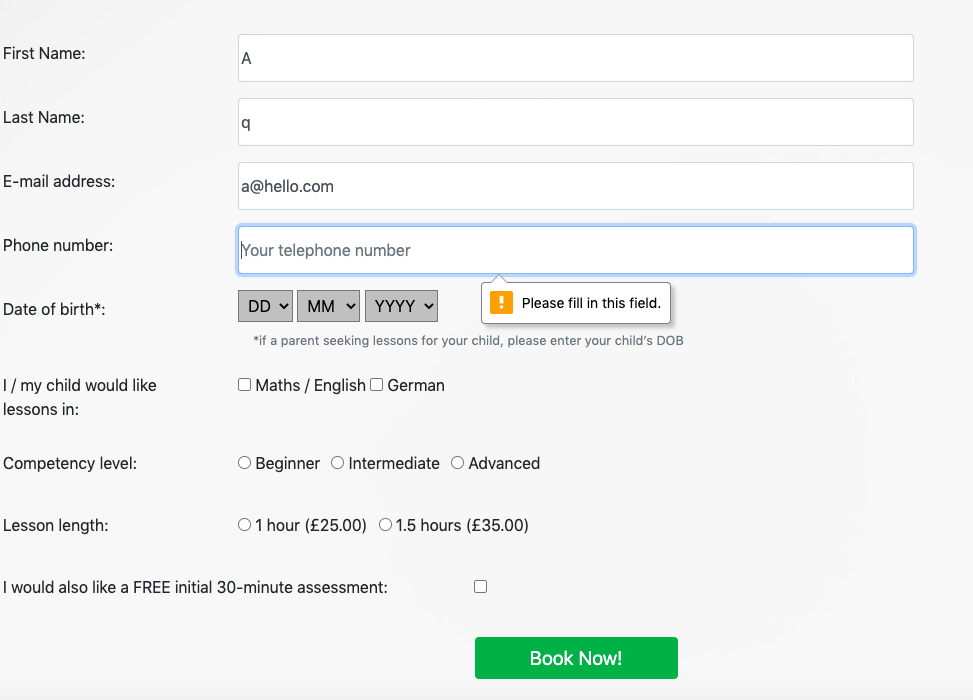 First Name:
A
Last Name:
q
E-mail address:
a@hello.com
Phone number:
Your telephone number
Date of birth*:
DD MM YYYY
! Please fill in this field.
*if a parent seeking lessons for your child, please enter your child's DOB
I / my child would like
lessons in:
Maths / English German
Competency level:
Beginner Intermediate Advanced
Lesson length:
1 hour (£25.00) 1.5 hours (£35.00)
I would also like a FREE initial 30-minute assessment:
Book Now!